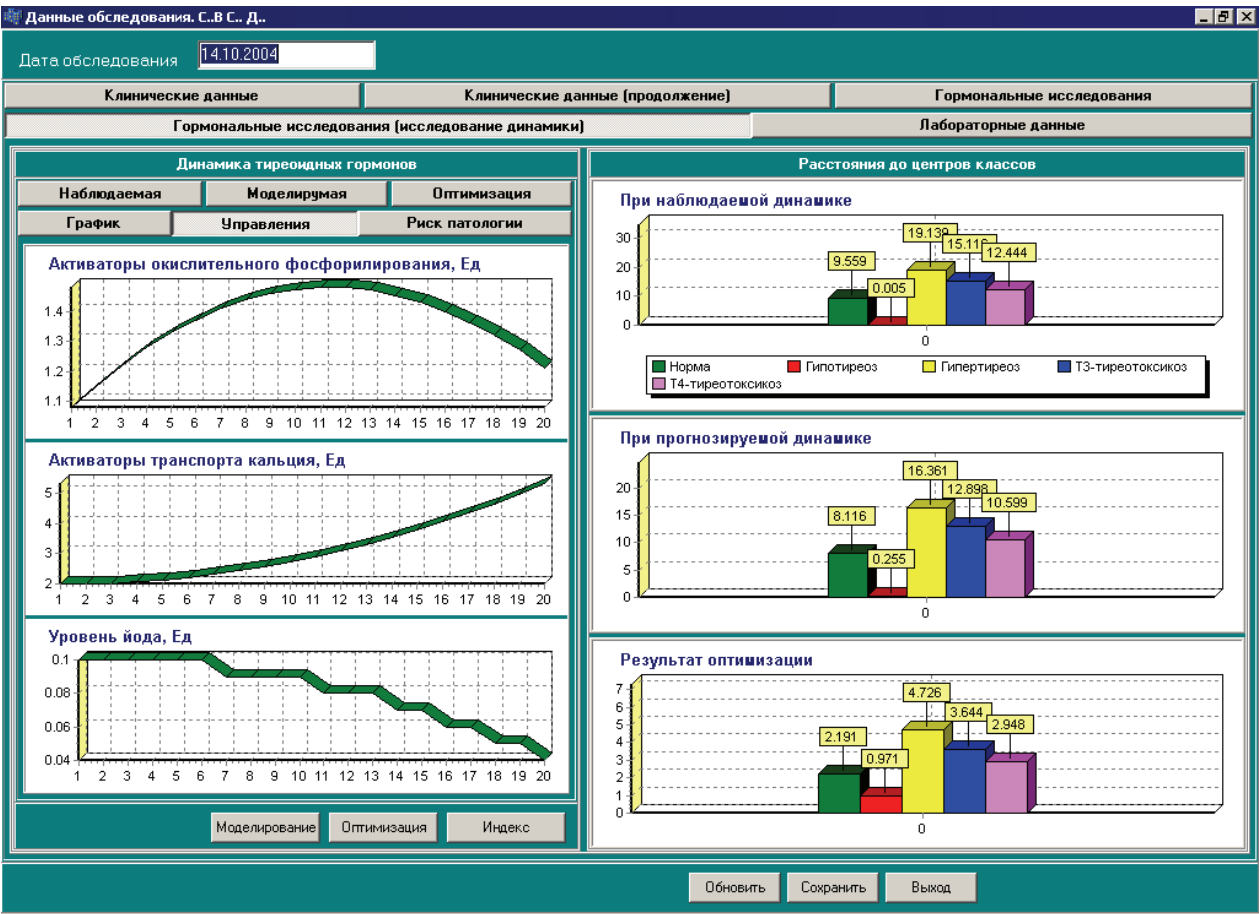 Данные обследования. С..В С.. Д..
Дата обследования 14.10.2004
Клинические данные Клинические данные (продолжение) Гормональные исследования
Гормональные исследования (исследование динамики) Лабораторные данные
Динамика тиреоидных гормонов
Наблюдаемая Моделирумая Оптимизация
График Управления Риск патологии
Активаторы окислительного фосфорилирования, Ед
1.4
1.3
1.2
1.1
1 2 3 4 5 6 7 8 9 10 11 12 13 14 15 16 17 18 19 20
Активаторы транспорта кальция, Ед
5
4
3
2
1 2 3 4 5 6 7 8 9 10 11 12 13 14 15 16 17 18 19 20
Уровень йода, Ед
0.1
0.08
0.06
0.04
1 2 3 4 5 6 7 8 9 10 11 12 13 14 15 16 17 18 19 20
Моделирование Оптимизация Индекс
Расстояния до центров классов
При наблюдаемой динамике
30
20
10
0
9.559 0.005 19.139 15.116 12.444
0
Норма Гипотиреоз Гипертиреоз Т3-тиреотоксикоз
Т4-тиреотоксикоз
При прогнозируемой динамике
20
15
10
5
0
8.116 0.255 16.361 12.898 10.599
0
Результат оптимизации
7
6
5
4
3
2
1
0
2.191 0.971 4.726 3.644 2.948
0
Обновить Сохранить Выход